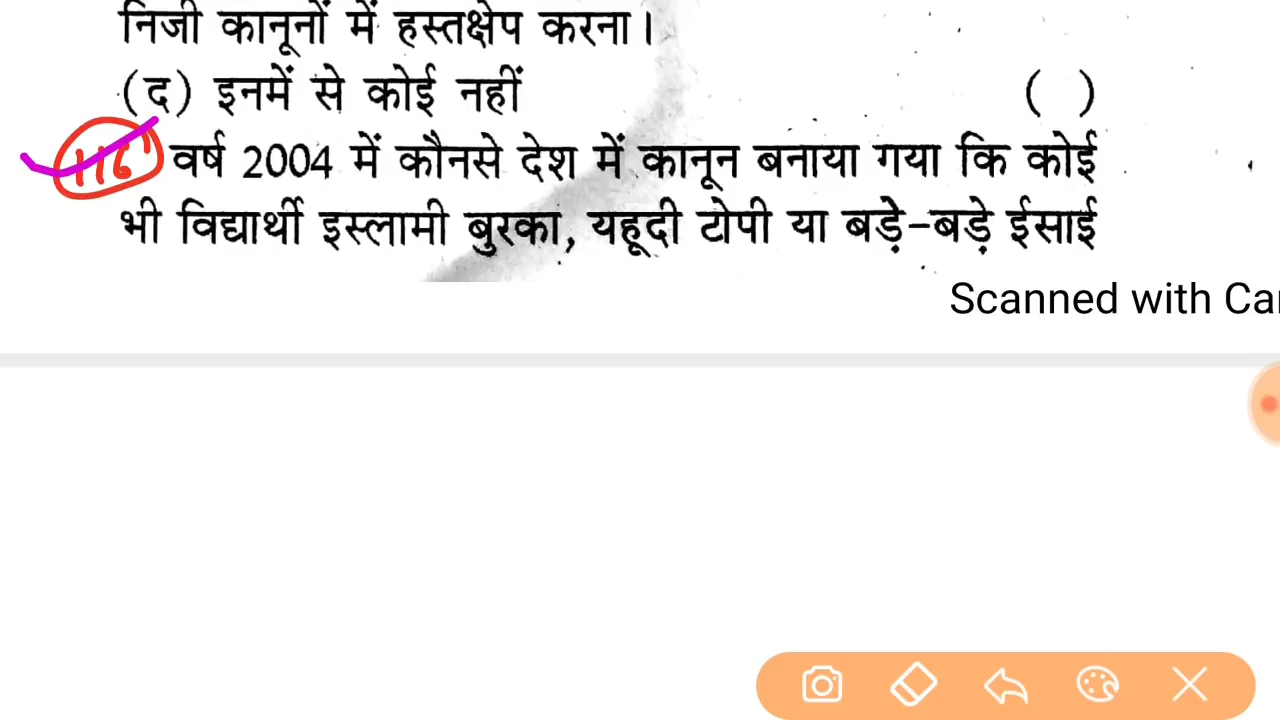 निजी कानूनों में हस्तक्षेप करना।
(द) इनमें से कोई नहीं ( )
116' वर्ष 2004 में कौनसे देश में कानून बनाया गया कि कोई
भी विद्यार्थी इस्लामी बुरका, यहूदी टोपी या बड़े-बड़े ईसाई
Scanned with Ca